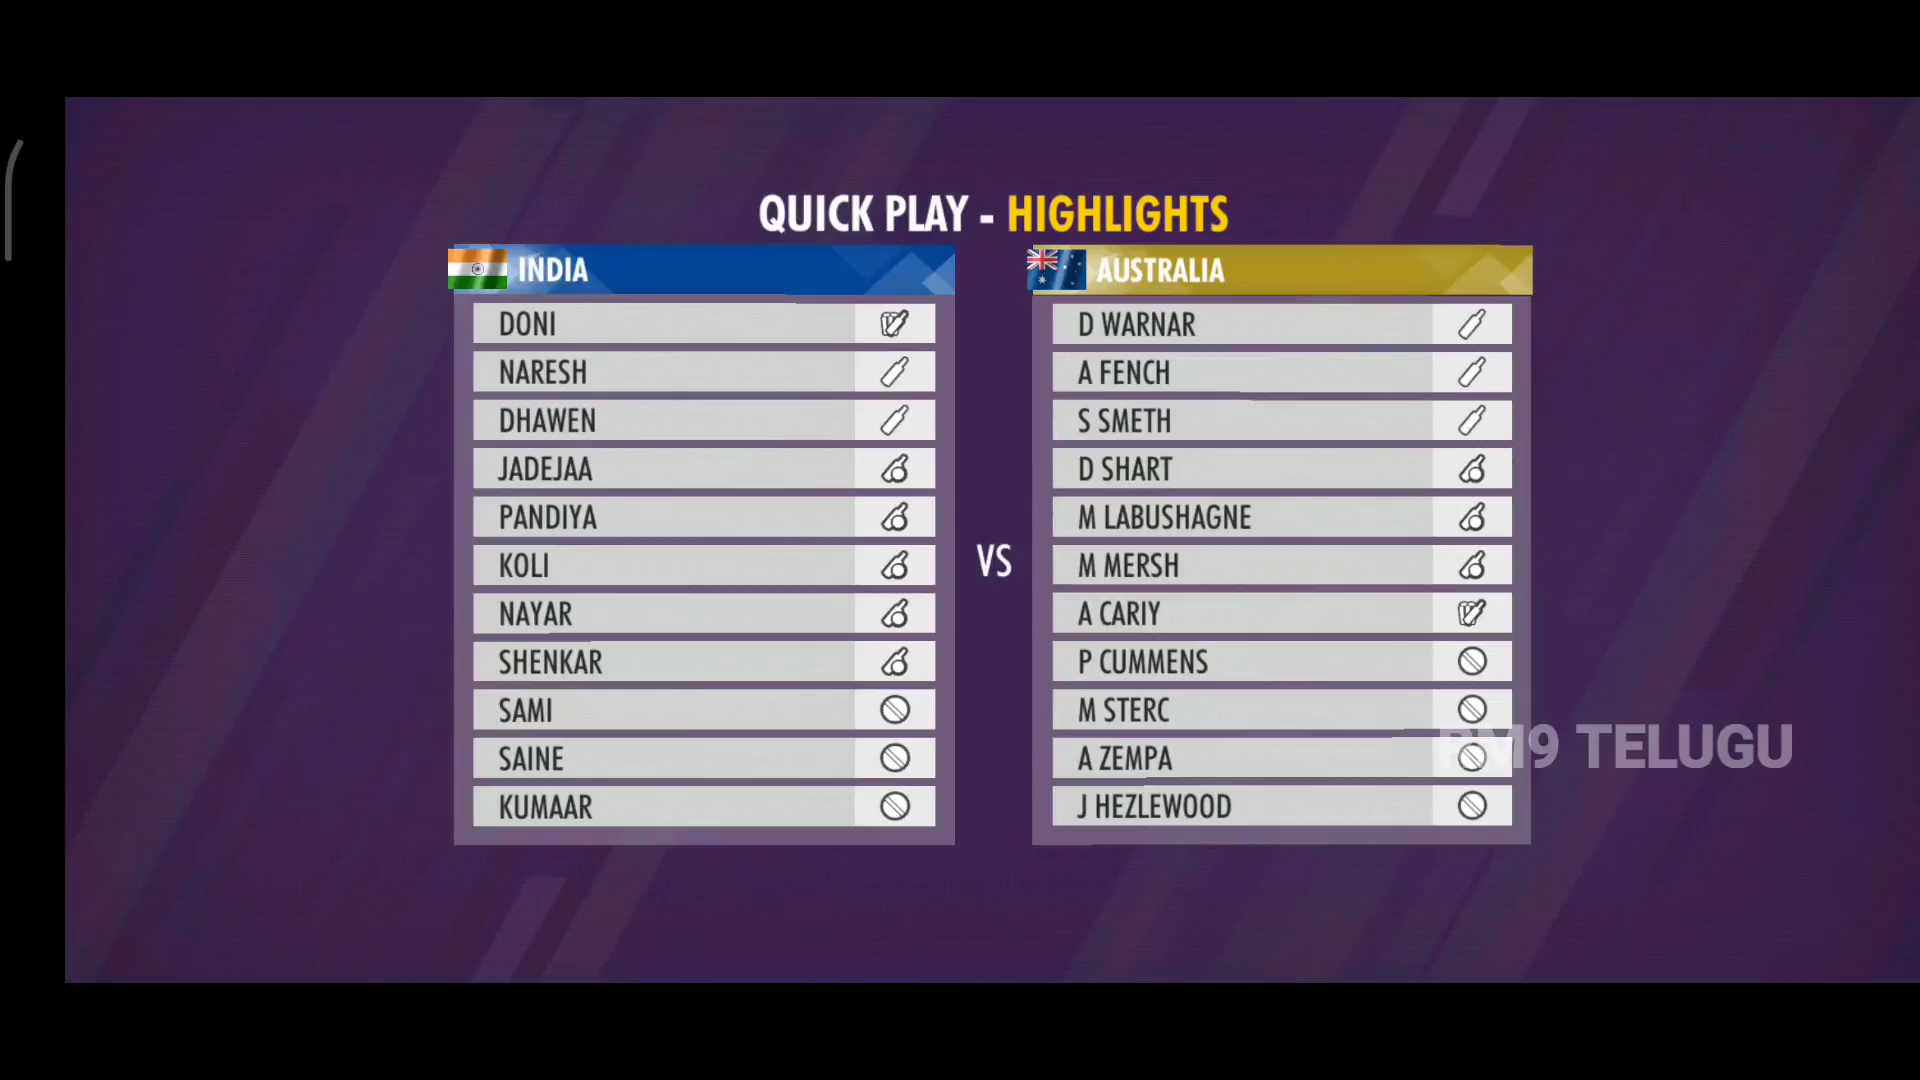 QUICK PLAY - HIGHLIGHTS
INDIA
DONI
NARESH
DHAWEN
JADEJAA
PANDIYA
KOLI
NAYAR
SHENKAR
SAMI
SAINE
KUMAAR
VS
AUSTRALIA
D WARNAR
A FENCH
S SMETH
D SHART
M LABUSHAGNE
M MERSH
A CARIY
P CUMMENS
M STERC
A ZEMPA
J HEZLEWOOD
TELUGU